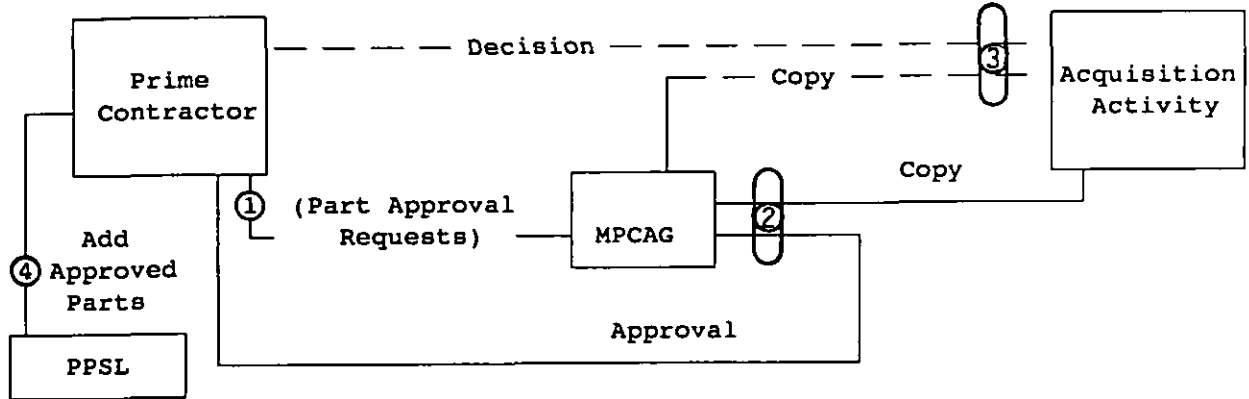 Decision
③
Prime
Contractor
Copy
Acquisition
Activity
Copy
①
(Part Approval
Requests)
MPCAG
②
Add
④ Approved
Parts
Approval
PPSL